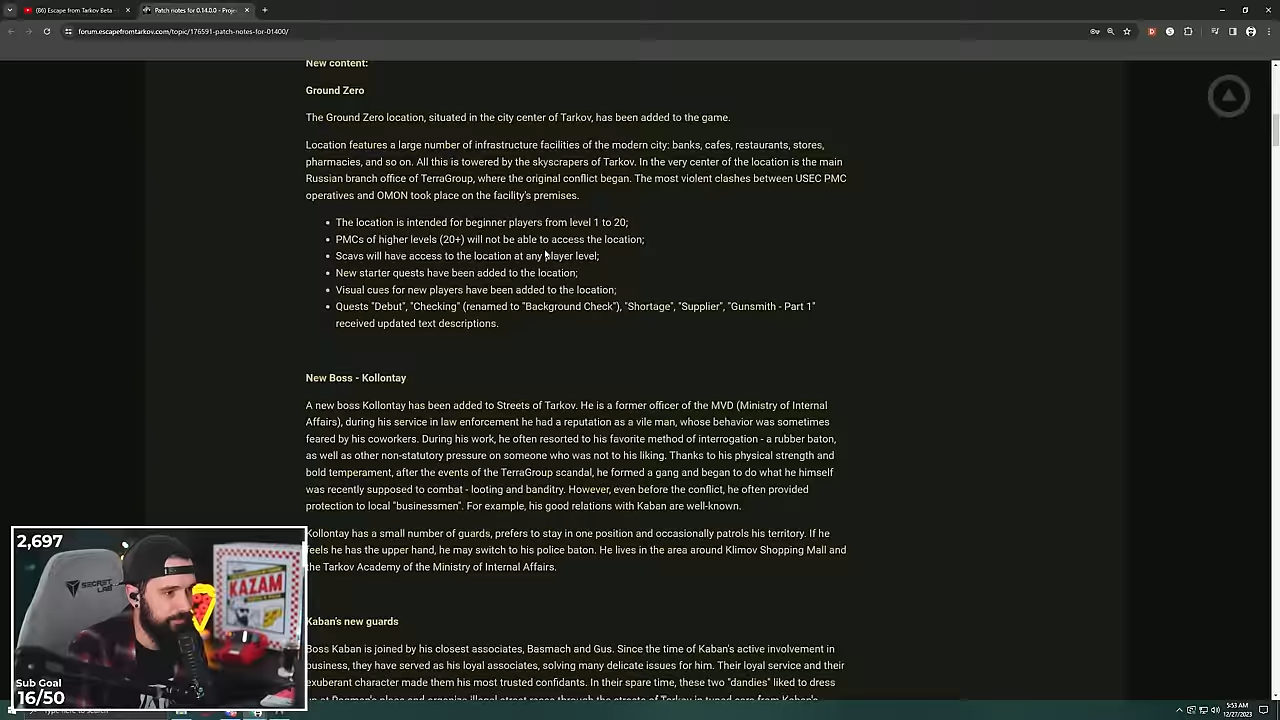 (86) Escape from Tarkov Beta -
Patch notes for 0.14.0.0 - Proje
forum.escapefromtarkov.com/topic/176591-patch-notes-for-01400/
New content:
Ground Zero
The Ground Zero location, situated in the city center of Tarkov, has been added to the game.
Location features a large number of infrastructure facilities of the modern city: banks, cafes, restaurants, stores,
pharmacies, and so on. All this is towered by the skyscrapers of Tarkov. In the very center of the location is the main
Russian branch office of TerraGroup, where the original conflict began. The most violent clashes between USEC PMC
operatives and OMON took place on the facility's premises.
• The location is intended for beginner players from level 1 to 20;
• PMCs of higher levels (20+) will not be able to access the location;
• Scavs will have access to the location at any player level;
• New starter quests have been added to the location;
• Visual cues for new players have been added to the location;
• Quests "Debut", "Checking" (renamed to "Background Check"), "Shortage", "Supplier", "Gunsmith - Part 1"
received updated text descriptions.
New Boss - Kollontay
A new boss Kollontay has been added to Streets of Tarkov. He is a former officer of the MVD (Ministry of Internal
Affairs), during his service in law enforcement he had a reputation as a vile man, whose behavior was sometimes
feared by his coworkers. During his work, he often resorted to his favorite method of interrogation - a rubber baton,
as well as other non-statutory pressure on someone who was not to his liking. Thanks to his physical strength and
bold temperament, after the events of the TerraGroup scandal, he formed a gang and began to do what he himself
was recently supposed to combat - looting and banditry. However, even before the conflict, he often provided
protection to local "businessmen". For example, his good relations with Kaban are well-known.
Kollontay has a small number of guards, prefers to stay in one position and occasionally patrols his territory. If he
feels he has the upper hand, he may switch to his police baton. He lives in the area around Klimov Shopping Mall and
the Tarkov Academy of the Ministry of Internal Affairs.
Kaban's new guards
Boss Kaban is joined by his closest associates, Basmach and Gus. Since the time of Kaban's active involvement in
business, they have served as his loyal associates, solving many delicate issues for him. Their loyal service and their
exuberant character made them his most trusted confidants. In their spare time, these two "dandies" liked to dress
2,697
SECRETLAB
KAZAM
Sub Goal
16/50
5:53 AM
12/27/2023